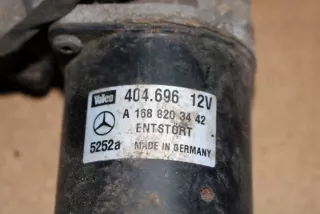 Valeo 404.696 12V
A 168 820 34 42
ENTSTÖRT
5252a MADE IN GERMANY